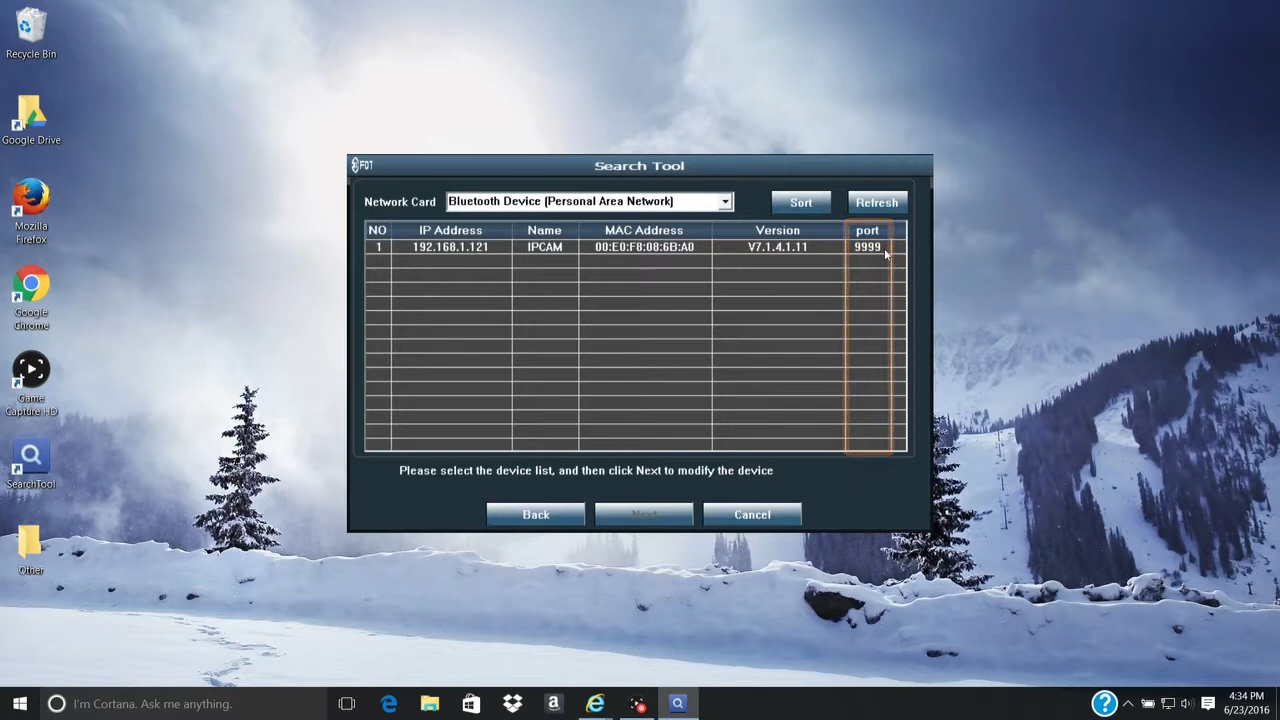 Recycle Bin
Google Drive
Mozilla
Firefox
Google
Chrome
Game
Capture HD
SearchTool
Other
FDT
Search Tool
Network Card
Bluetooth Device (Personal Area Network)
Sort
Refresh
NO IP Address Name MAC Address Version port
1 192.168.1.121 IPCAM 00:E0:F8:08:6B:A0 V7.1.4.1.11 9999
Please select the device list, and then click Next to modify the device
Back
Next
Cancel
I'm Cortana. Ask me anything.
4:34 PM
6/23/2016